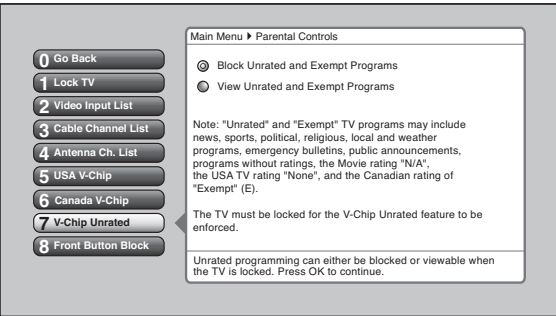 0 Go Back
1 Lock TV
2 Video Input List
3 Cable Channel List
4 Antenna Ch. List
5 USA V-Chip
6 Canada V-Chip
7 V-Chip Unrated
8 Front Button Block
Main Menu ▸ Parental Controls
Block Unrated and Exempt Programs
View Unrated and Exempt Programs
Note: "Unrated" and "Exempt" TV programs may include
news, sports, political, religious, local and weather
programs, emergency bulletins, public announcements,
programs without ratings, the Movie rating "N/A",
the USA TV rating "None", and the Canadian rating of
"Exempt" (E).
The TV must be locked for the V-Chip Unrated feature to be
enforced.
Unrated programming can either be blocked or viewable when
the TV is locked. Press OK to continue.